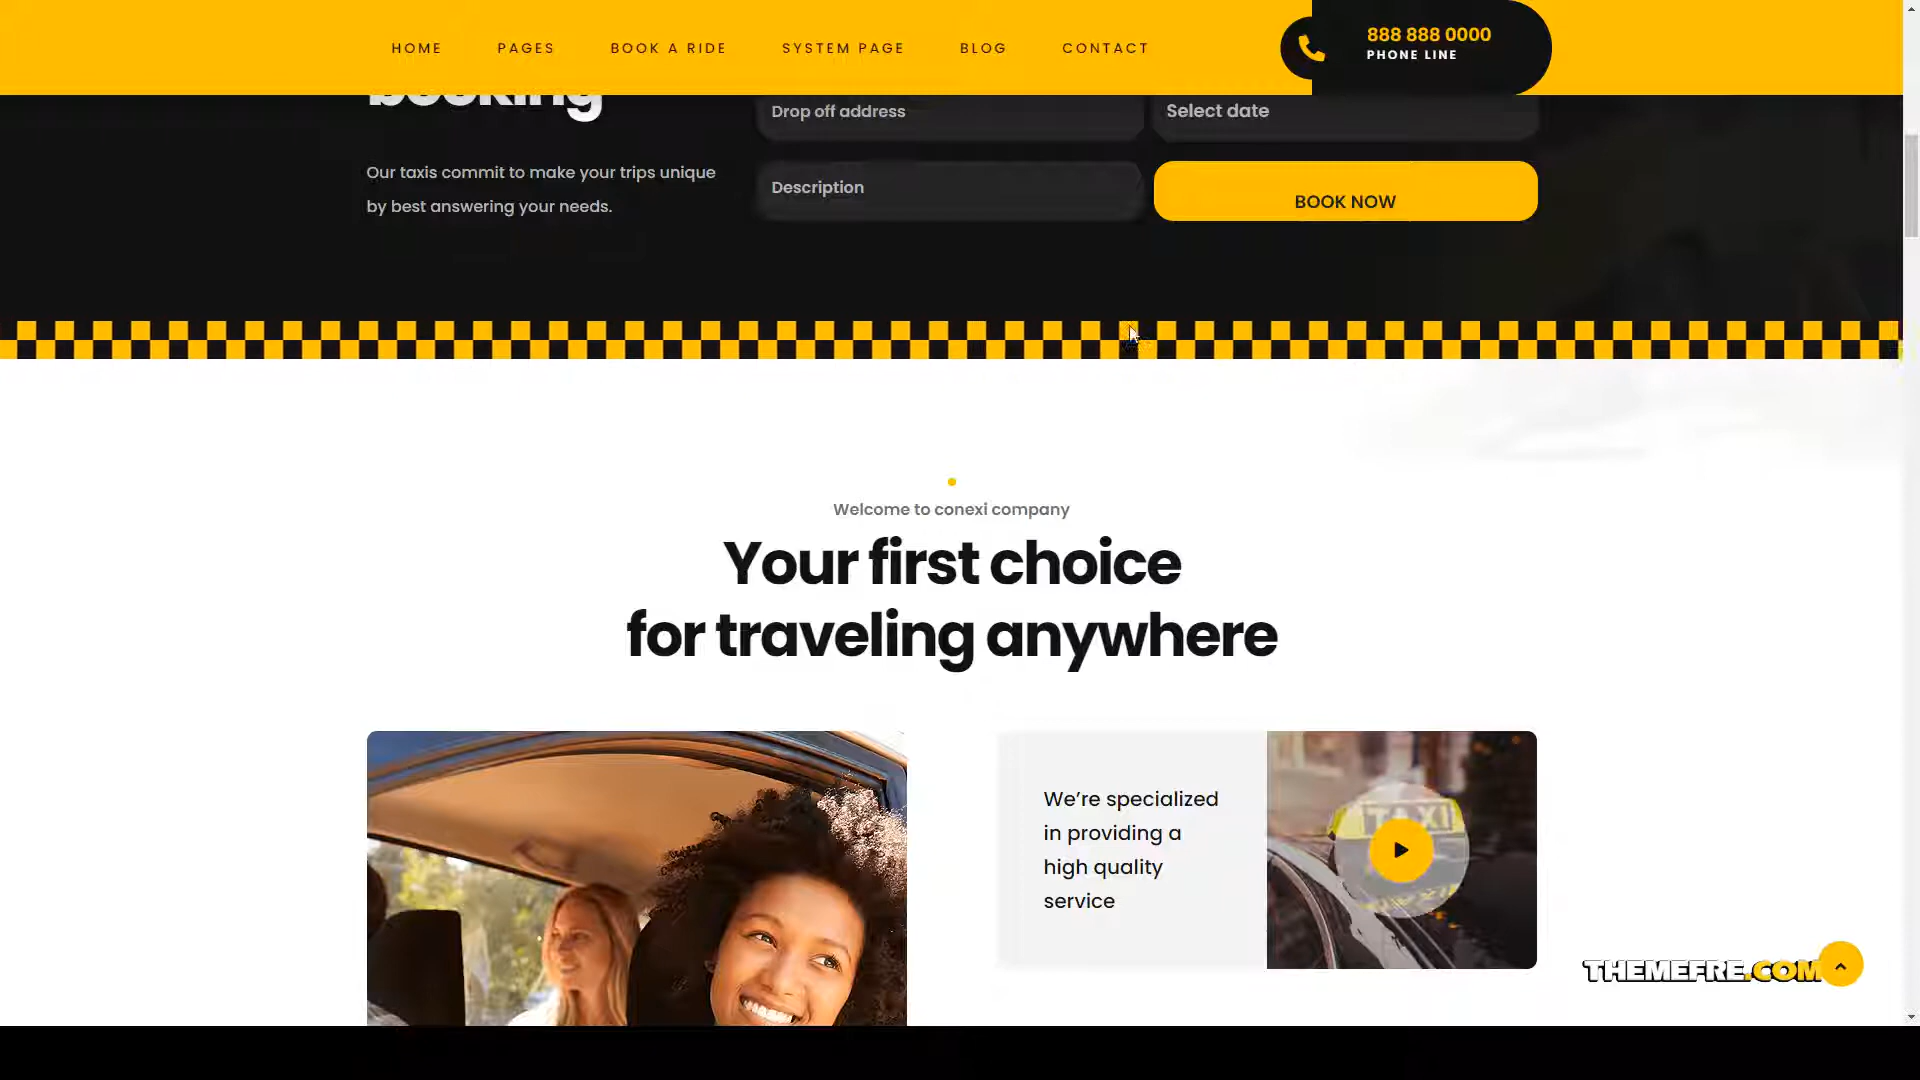 HOME PAGES BOOK A RIDE SYSTEM PAGE BLOG CONTACT
888 888 0000
PHONE LINE
booking
Drop off address
Select date
Our taxis commit to make your trips unique
by best answering your needs.
Description
BOOK NOW
Welcome to conexi company
Your first choice
for traveling anywhere
We're specialized
in providing a
high quality
service
TAXI
THEMEFRE.COM